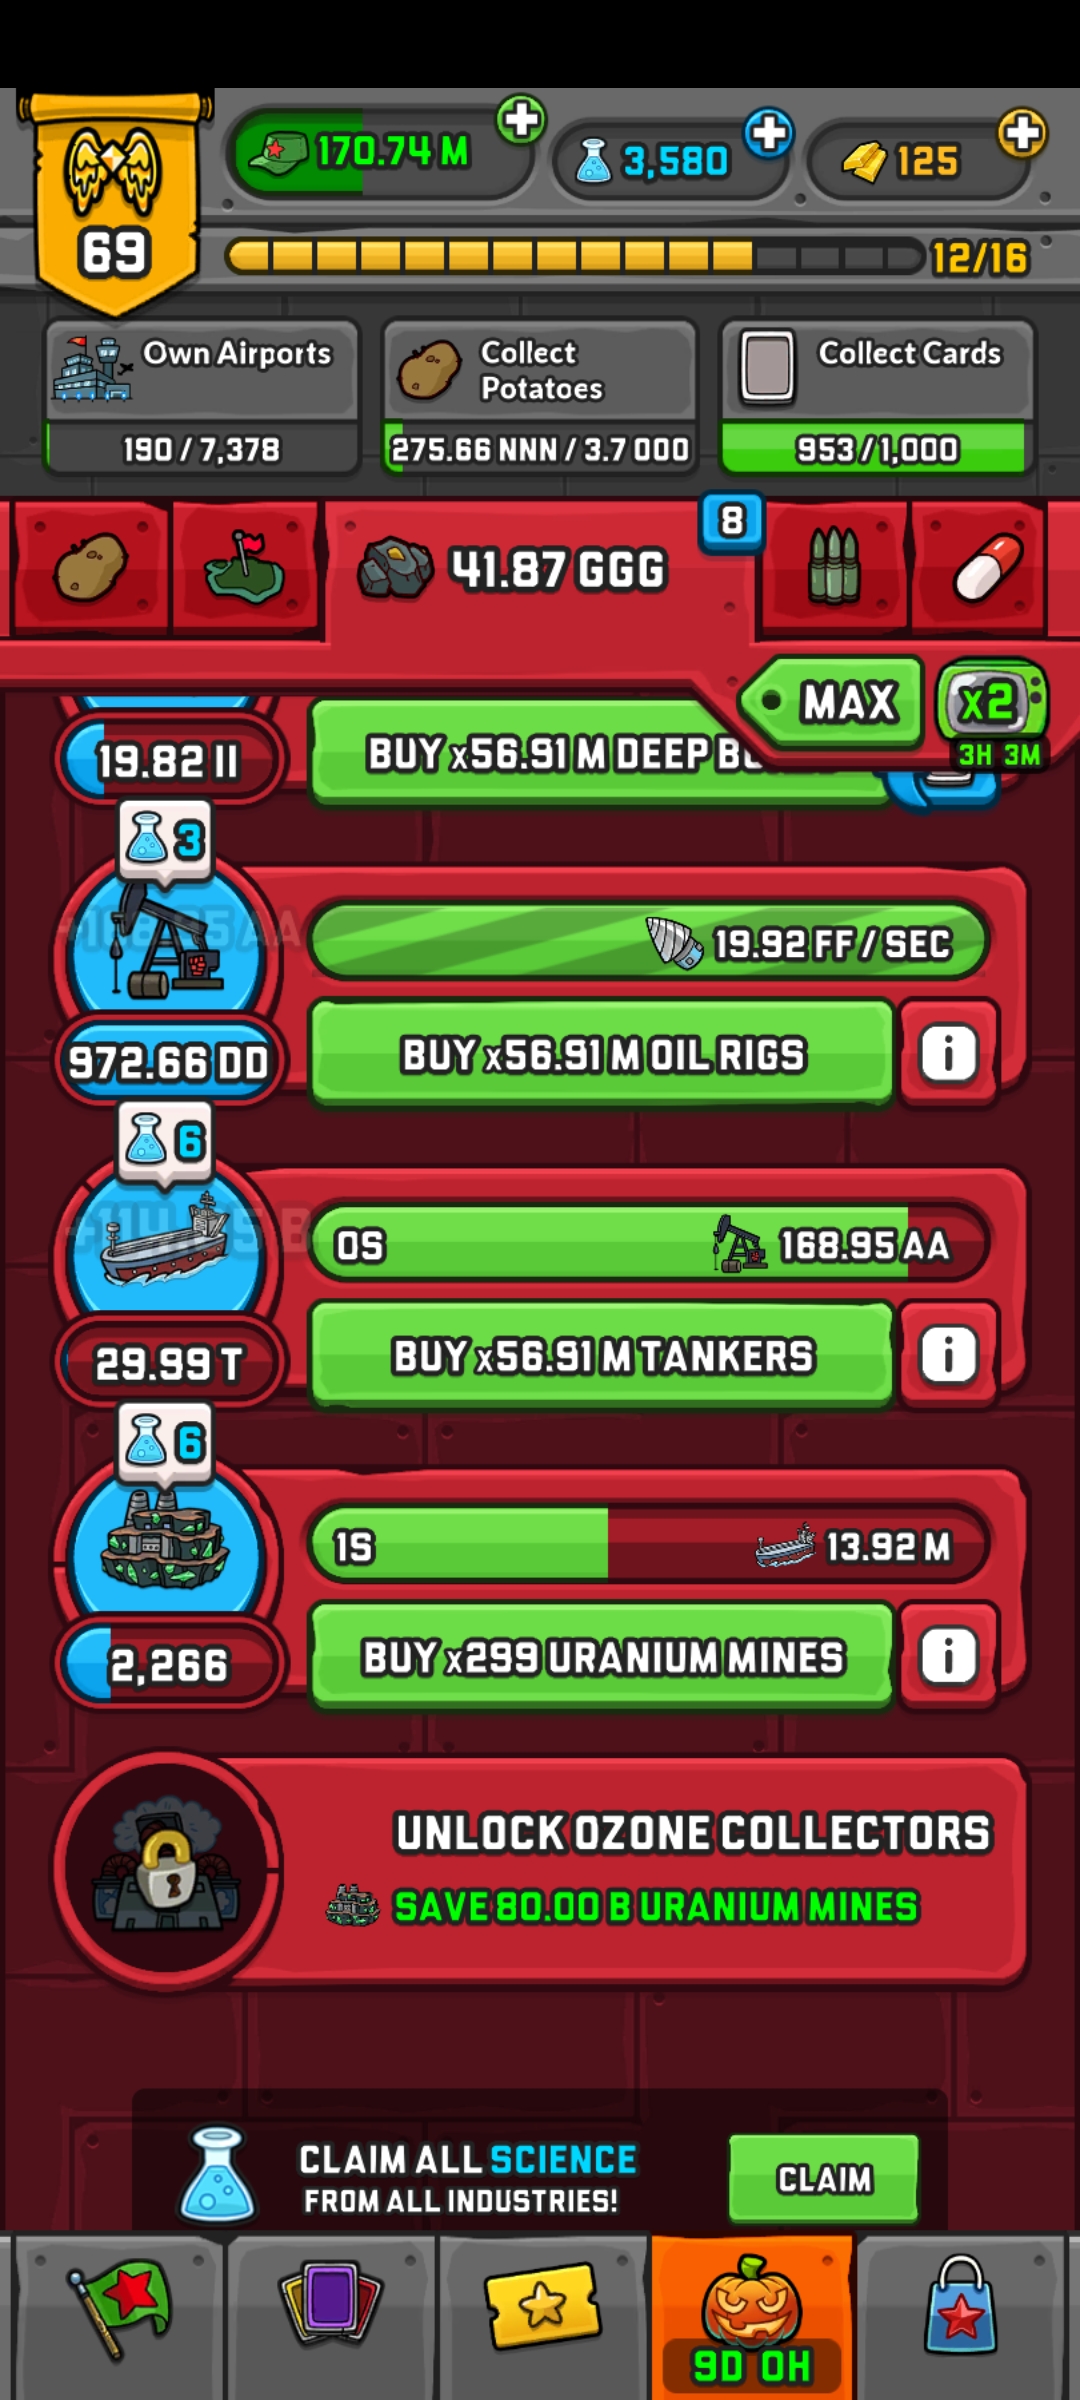 170.74 M
3,580
125
69
12/16
Own Airports
190 / 7,378
Collect
Potatoes
275.66 NNN / 3.7 OOO
Collect Cards
953 / 1,000
8
41.87 GGG
MAX
x2
3H 3M
19.82 II
BUY x56.91 M DEEP
3
19.92 FF / SEC
972.66 DD
BUY x56.91 M OIL RIGS
i
6
0S
168.95 AA
29.99 T
BUY x56.91 M TANKERS
i
6
1S
13.92 M
2,266
BUY x299 URANIUM MINES
i
UNLOCK OZONE COLLECTORS
SAVE 80.00 B URANIUM MINES
CLAIM ALL SCIENCE
FROM ALL INDUSTRIES!
CLAIM
9D 0H